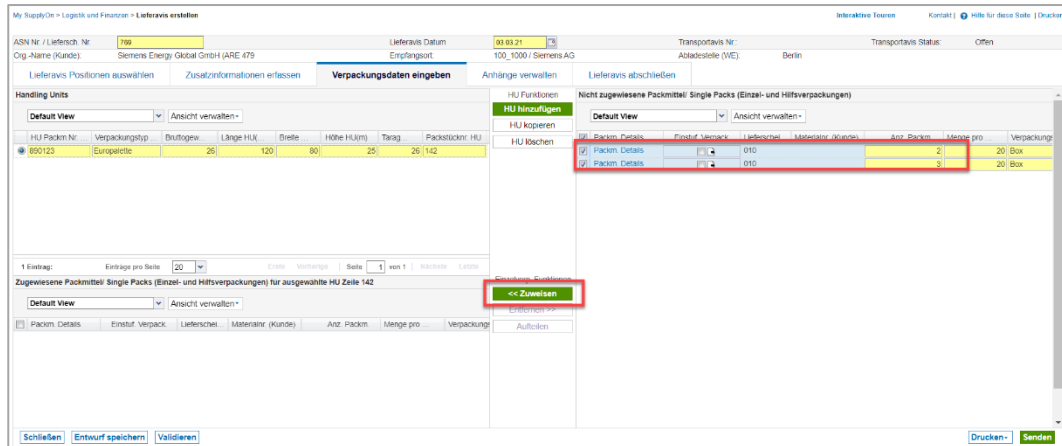 My SupplyOn > Logistik und Finanzen > Lieferavis erstellen Interaktive Touren Kontakt | Hilfe für diese Seite | Drucken
ASN Nr. / Liefersch. Nr. 769 Lieferavis Datum 03.03.21 Transportavis Nr.: Transportavis Status: Offen
Org.-Name (Kunde): Siemens Energy Global GmbH (ARE 479 Empfangsort: 100_1000 / Siemens AG Abladestelle (WE): Berlin
Lieferavis Positionen auswählen Zusatzinformationen erfassen Verpackungsdaten eingeben Anhänge verwalten Lieferavis abschließen
Handling Units HU Funktionen Nicht zugewiesene Packmittel/ Single Packs (Einzel- und Hilfsverpackungen)
Default View Ansicht verwalten HU hinzufügen Default View Ansicht verwalten
HU kopieren
HU Packm.Nr. ... Verpackungstyp ... Bruttogew... Länge HU(... Breite ... Höhe HU(m) Tarag... Packstücknr. HU HU löschen Packm. Details Einstuf. Verpack. Lieferschei... Materialnr. (Kunde) Anz. Packm. Menge pro ... Verpackungs
890123 Europalette 26 120 80 25 26 142 Packm. Details 010 2 20 Box
Packm. Details 010 3 20 Box
1 Eintrag: Einträge pro Seite 20 Erste Vorherige | Seite 1 von 1 | Nächste Letzte
Zugewiesene Packmittel/ Single Packs (Einzel- und Hilfsverpackungen) für ausgewählte HU Zeile 142
Default View Ansicht verwalten << Zuweisen
Entfernen >>
Packm. Details Einstuf. Verpack. Lieferschei... Materialnr. (Kunde) Anz. Packm. Menge pro ... Verpackungs Aufteilen
Schließen Entwurf speichern Validieren Drucken Senden